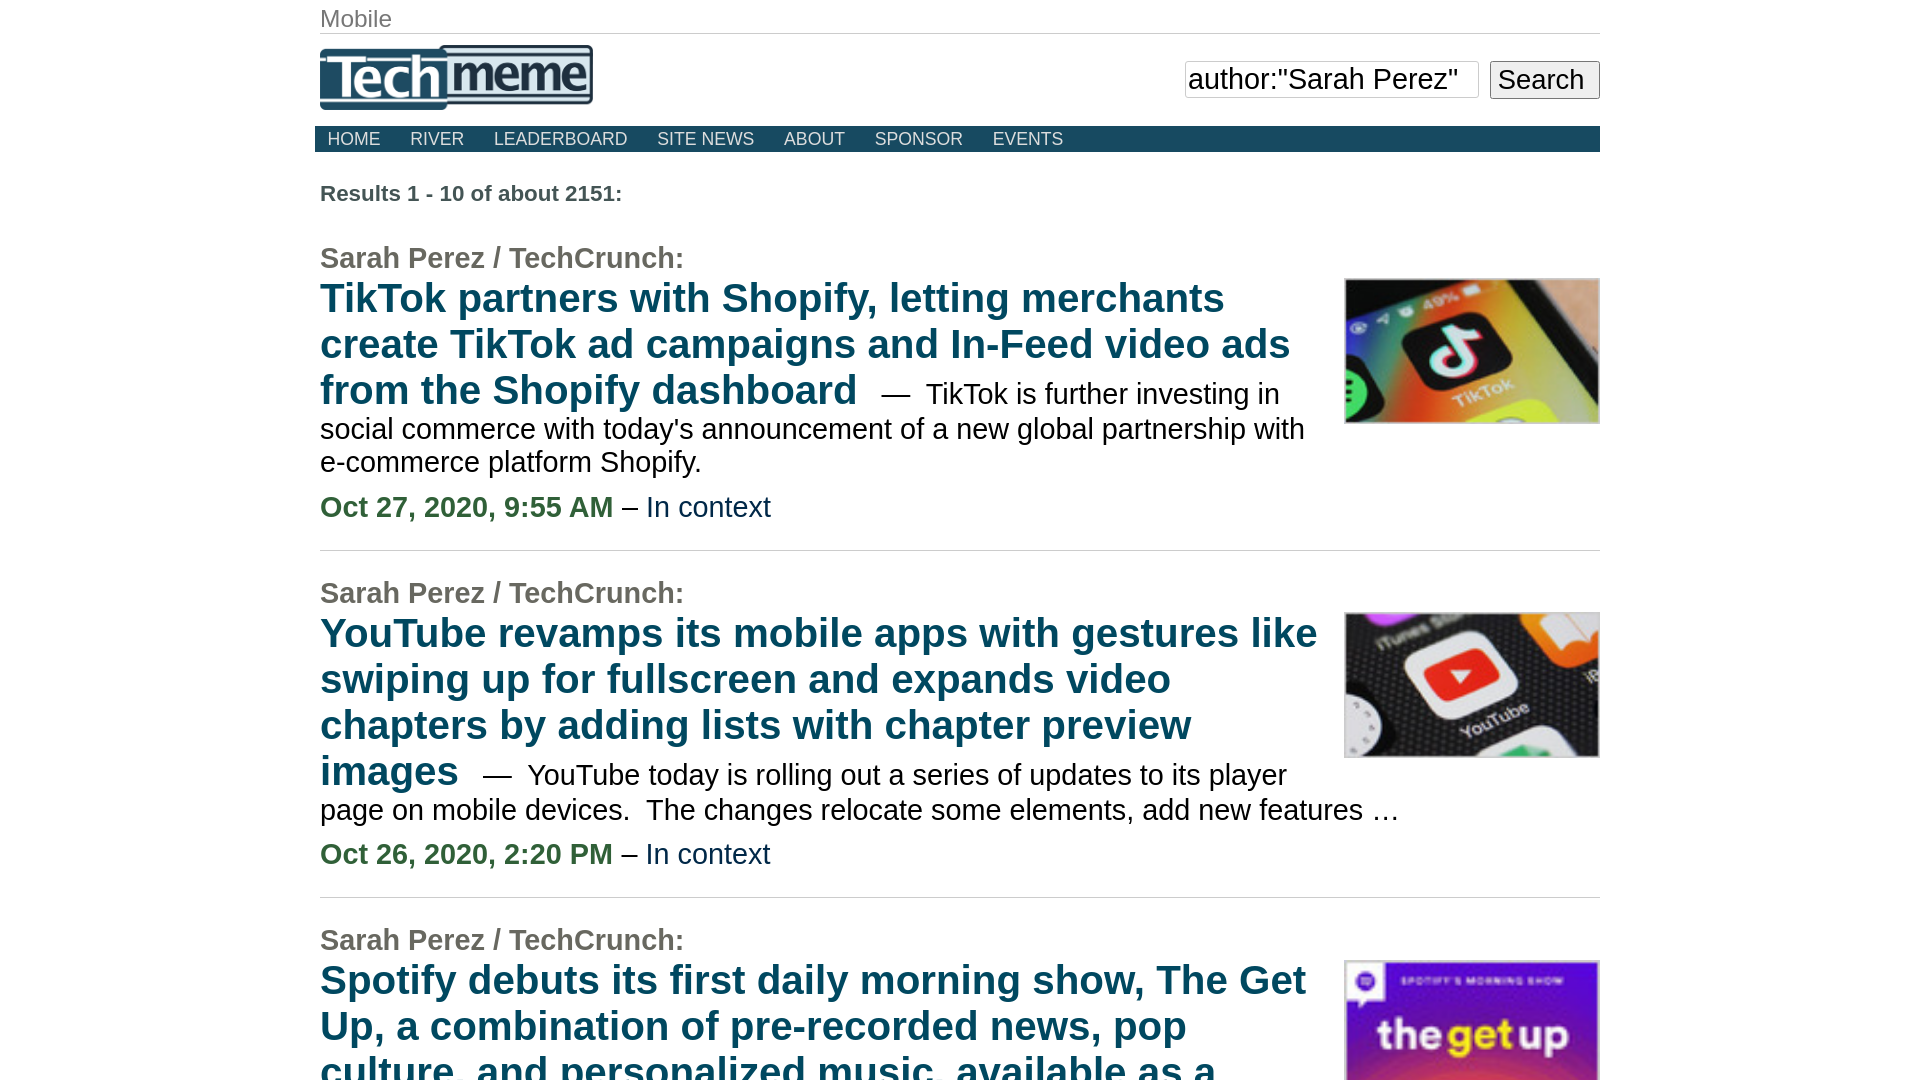 Mobile
Techmeme
author:"Sarah Perez"
Search
HOME RIVER LEADERBOARD SITE NEWS ABOUT SPONSOR EVENTS
Results 1 - 10 of about 2151:
Sarah Perez / TechCrunch:
TikTok partners with Shopify, letting merchants
create TikTok ad campaigns and In-Feed video ads
from the Shopify dashboard — TikTok is further investing in
social commerce with today's announcement of a new global partnership with
e-commerce platform Shopify.
Oct 27, 2020, 9:55 AM – In context
49%
TikTok
Sarah Perez / TechCrunch:
YouTube revamps its mobile apps with gestures like
swiping up for fullscreen and expands video
chapters by adding lists with chapter preview
images — YouTube today is rolling out a series of updates to its player
page on mobile devices. The changes relocate some elements, add new features …
Oct 26, 2020, 2:20 PM – In context
iTunes
YouTube
Sarah Perez / TechCrunch:
Spotify debuts its first daily morning show, The Get
Up, a combination of pre-recorded news, pop
culture, and personalized music, available as a
SPOTIFY'S MORNING SHOW
the get up